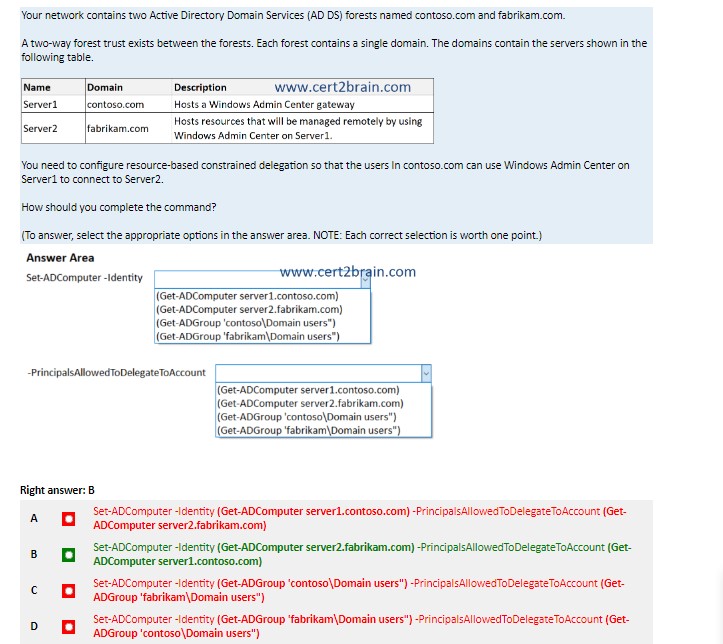 Your network contains two Active Directory Domain Services (AD DS) forests named contoso.com and fabrikam.com.
A two-way forest trust exists between the forests. Each forest contains a single domain. The domains contain the servers shown in the
following table.
Name Domain Description www.cert2brain.com
Server1 contoso.com Hosts a Windows Admin Center gateway
Server2 fabrikam.com Hosts resources that will be managed remotely by using
Windows Admin Center on Server1.
You need to configure resource-based constrained delegation so that the users In contoso.com can use Windows Admin Center on
Server1 to connect to Server2.
How should you complete the command?
(To answer, select the appropriate options in the answer area. NOTE: Each correct selection is worth one point.)
Answer Area
www.cert2brain.com
Set-ADComputer -Identity
(Get-ADComputer server1.contoso.com)
(Get-ADComputer server2.fabrikam.com)
(Get-ADGroup 'contoso\Domain users")
(Get-ADGroup 'fabrikam\Domain users")
-PrincipalsAllowedToDelegateToAccount
(Get-ADComputer server1.contoso.com)
(Get-ADComputer server2.fabrikam.com)
(Get-ADGroup 'contoso\Domain users")
(Get-ADGroup 'fabrikam\Domain users")
Right answer: B
A Set-ADComputer -Identity (Get-ADComputer server1.contoso.com) -PrincipalsAllowedToDelegateToAccount (Get-
ADComputer server2.fabrikam.com)
B Set-ADComputer -Identity (Get-ADComputer server2.fabrikam.com) -PrincipalsAllowedToDelegateToAccount (Get-
ADComputer server1.contoso.com)
C Set-ADComputer -Identity (Get-ADGroup 'contoso\Domain users") -PrincipalsAllowedToDelegateToAccount (Get-
ADGroup 'fabrikam\Domain users")
D Set-ADComputer -Identity (Get-ADGroup 'fabrikam\Domain users") -PrincipalsAllowedToDelegateToAccount (Get-
ADGroup 'contoso\Domain users")